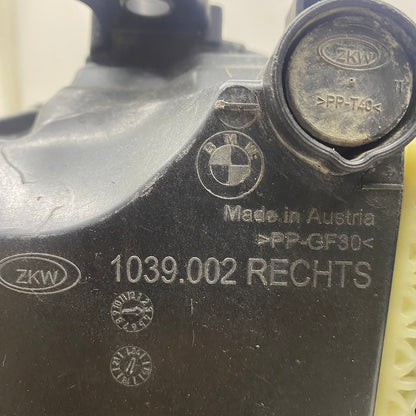 ZKW
>PP-T40<
BMW
Made in Austria
>PP-GF30<
ZKW
1039.002 RECHTS